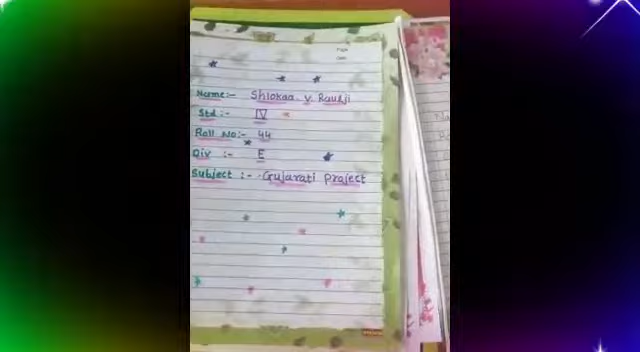 Name:- Shlokaa v. Raulji
Std :- IV
Roll No:- 44
Div :- E
Subject :- Gujarati Project